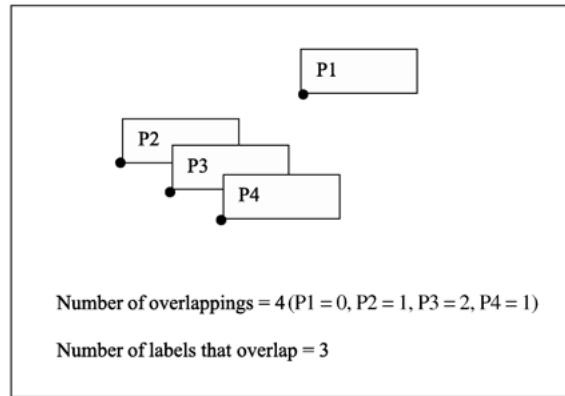 P1
P2
P3
P4
Number of overlappings = 4 (P1 = 0, P2 = 1, P3 = 2, P4 = 1)
Number of labels that overlap = 3